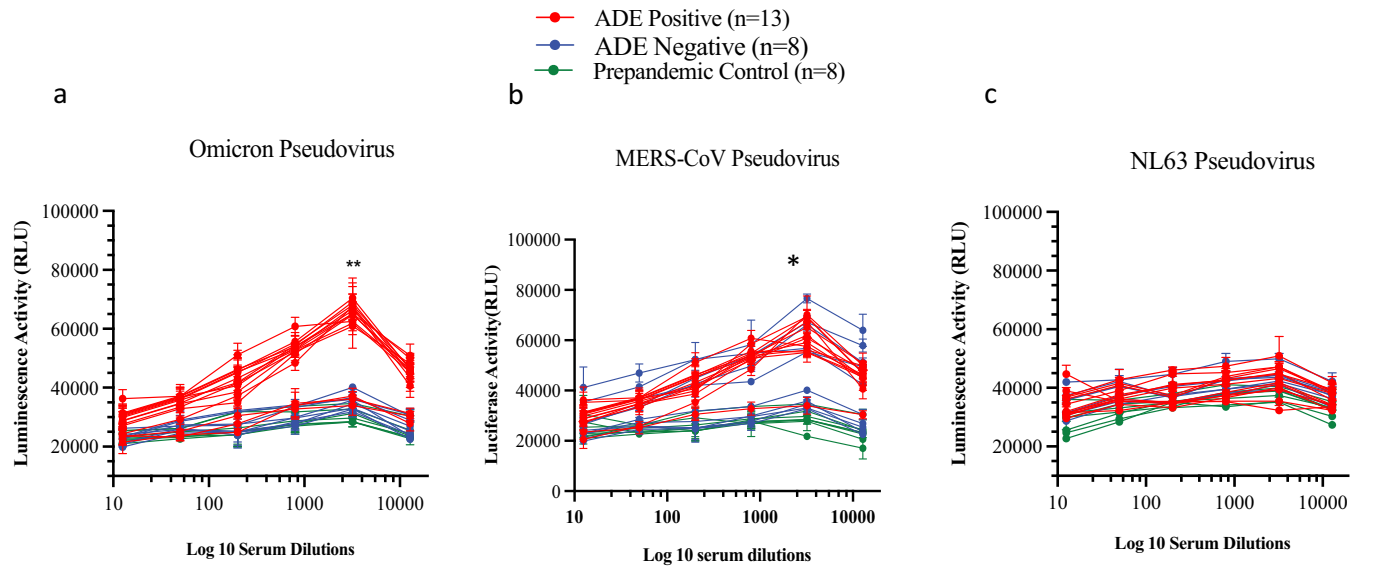 ADE Positive (n=13)
ADE Negative (n=8)
Prepandemic Control (n=8)
a
Omicron Pseudovirus
Luminescence Activity (RLU)
100000
80000
60000
40000
20000
**
10
100
1000
10000
Log 10 Serum Dilutions
b
MERS-CoV Pseudovirus
Luciferase Activity(RLU)
100000
80000
60000
40000
20000
0
*
10
100
1000
10000
Log 10 serum dilutions
c
NL63 Pseudovirus
Luminescence Activity (RLU)
100000
80000
60000
40000
20000
10
100
1000
10000
Log 10 Serum Dilutions